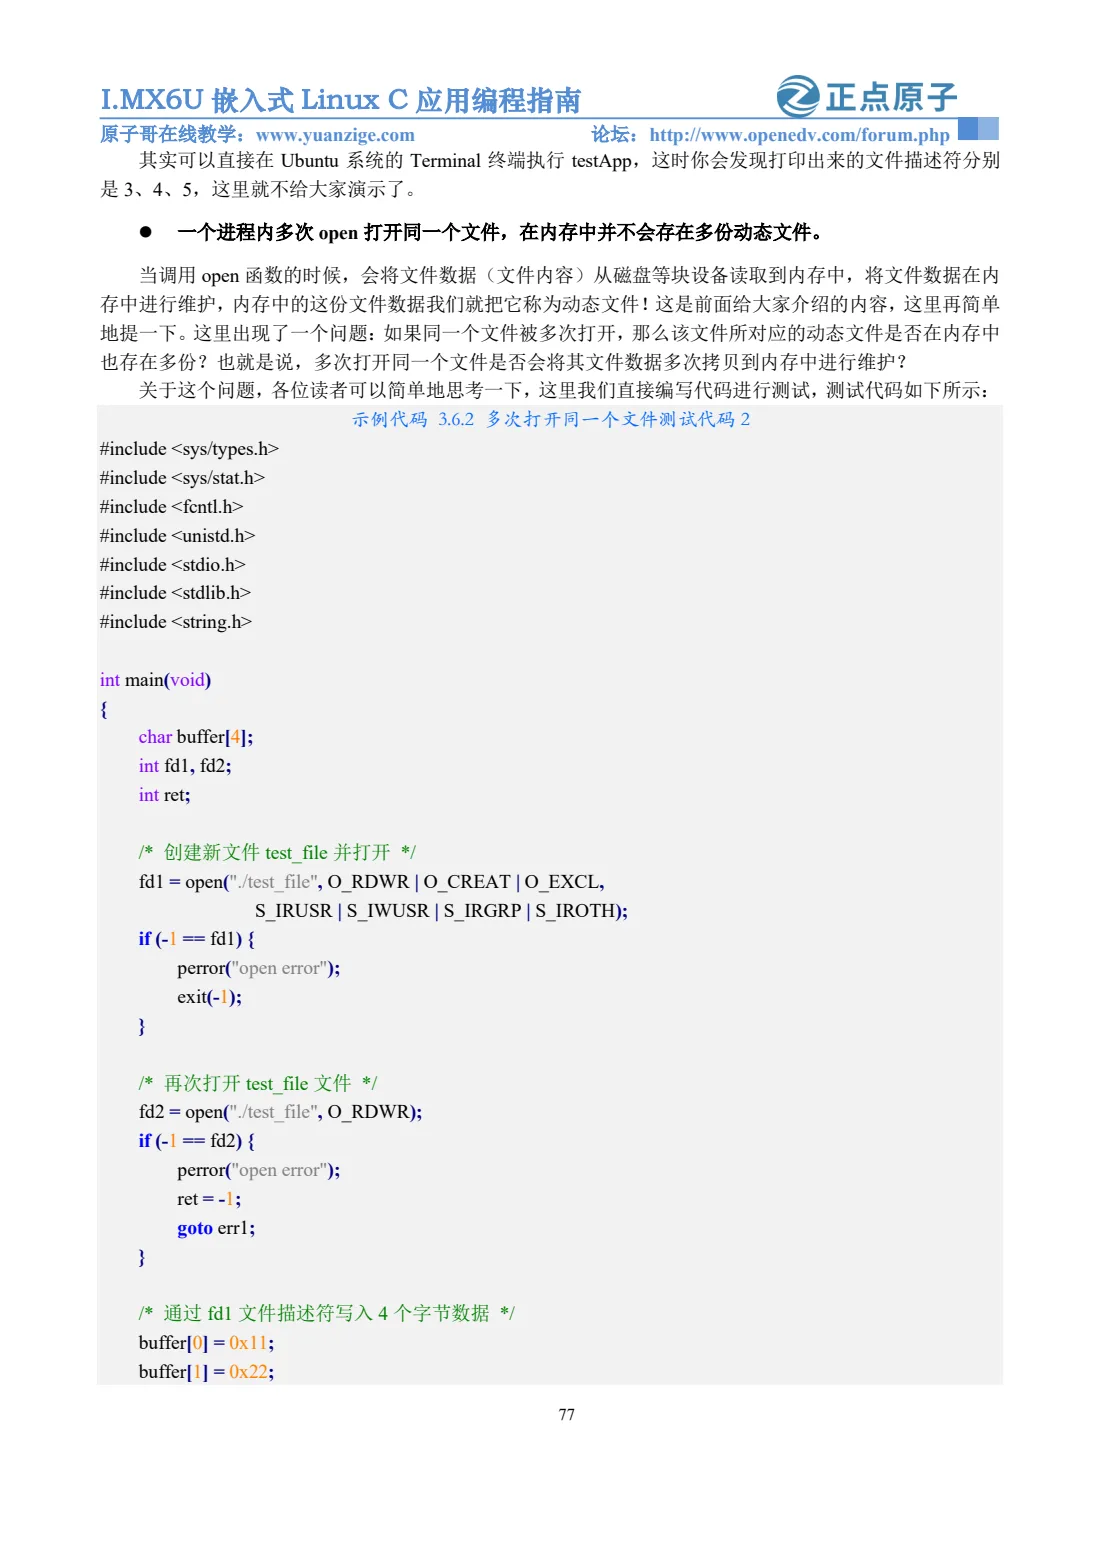 I.MX6U 嵌入式 Linux C 应用编程指南
正点原子
原子哥在线教学：www.yuanzige.com 论坛：http://www.openedv.com/forum.php
其实可以直接在 Ubuntu 系统的 Terminal 终端执行 testApp，这时你会发现打印出来的文件描述符分别
是 3、4、5，这里就不给大家演示了。
● 一个进程内多次 open 打开同一个文件，在内存中并不会存在多份动态文件。
当调用 open 函数的时候，会将文件数据（文件内容）从磁盘等块设备读取到内存中，将文件数据在内
存中进行维护，内存中的这份文件数据我们就把它称为动态文件！这是前面给大家介绍的内容，这里再简单
地提一下。这里出现了一个问题：如果同一个文件被多次打开，那么该文件所对应的动态文件是否在内存中
也存在多份？也就是说，多次打开同一个文件是否会将其文件数据多次拷贝到内存中进行维护？
关于这个问题，各位读者可以简单地思考一下，这里我们直接编写代码进行测试，测试代码如下所示：
示例代码 3.6.2 多次打开同一个文件测试代码 2
#include <sys/types.h>
#include <sys/stat.h>
#include <fcntl.h>
#include <unistd.h>
#include <stdio.h>
#include <stdlib.h>
#include <string.h>
int main(void)
{
char buffer[4];
int fd1, fd2;
int ret;
/* 创建新文件 test_file 并打开 */
fd1 = open("./test_file", O_RDWR | O_CREAT | O_EXCL,
S_IRUSR | S_IWUSR | S_IRGRP | S_IROTH);
if (-1 == fd1) {
perror("open error");
exit(-1);
}
/* 再次打开 test_file 文件 */
fd2 = open("./test_file", O_RDWR);
if (-1 == fd2) {
perror("open error");
ret = -1;
goto err1;
}
/* 通过 fd1 文件描述符写入 4 个字节数据 */
buffer[0] = 0x11;
buffer[1] = 0x22;
77